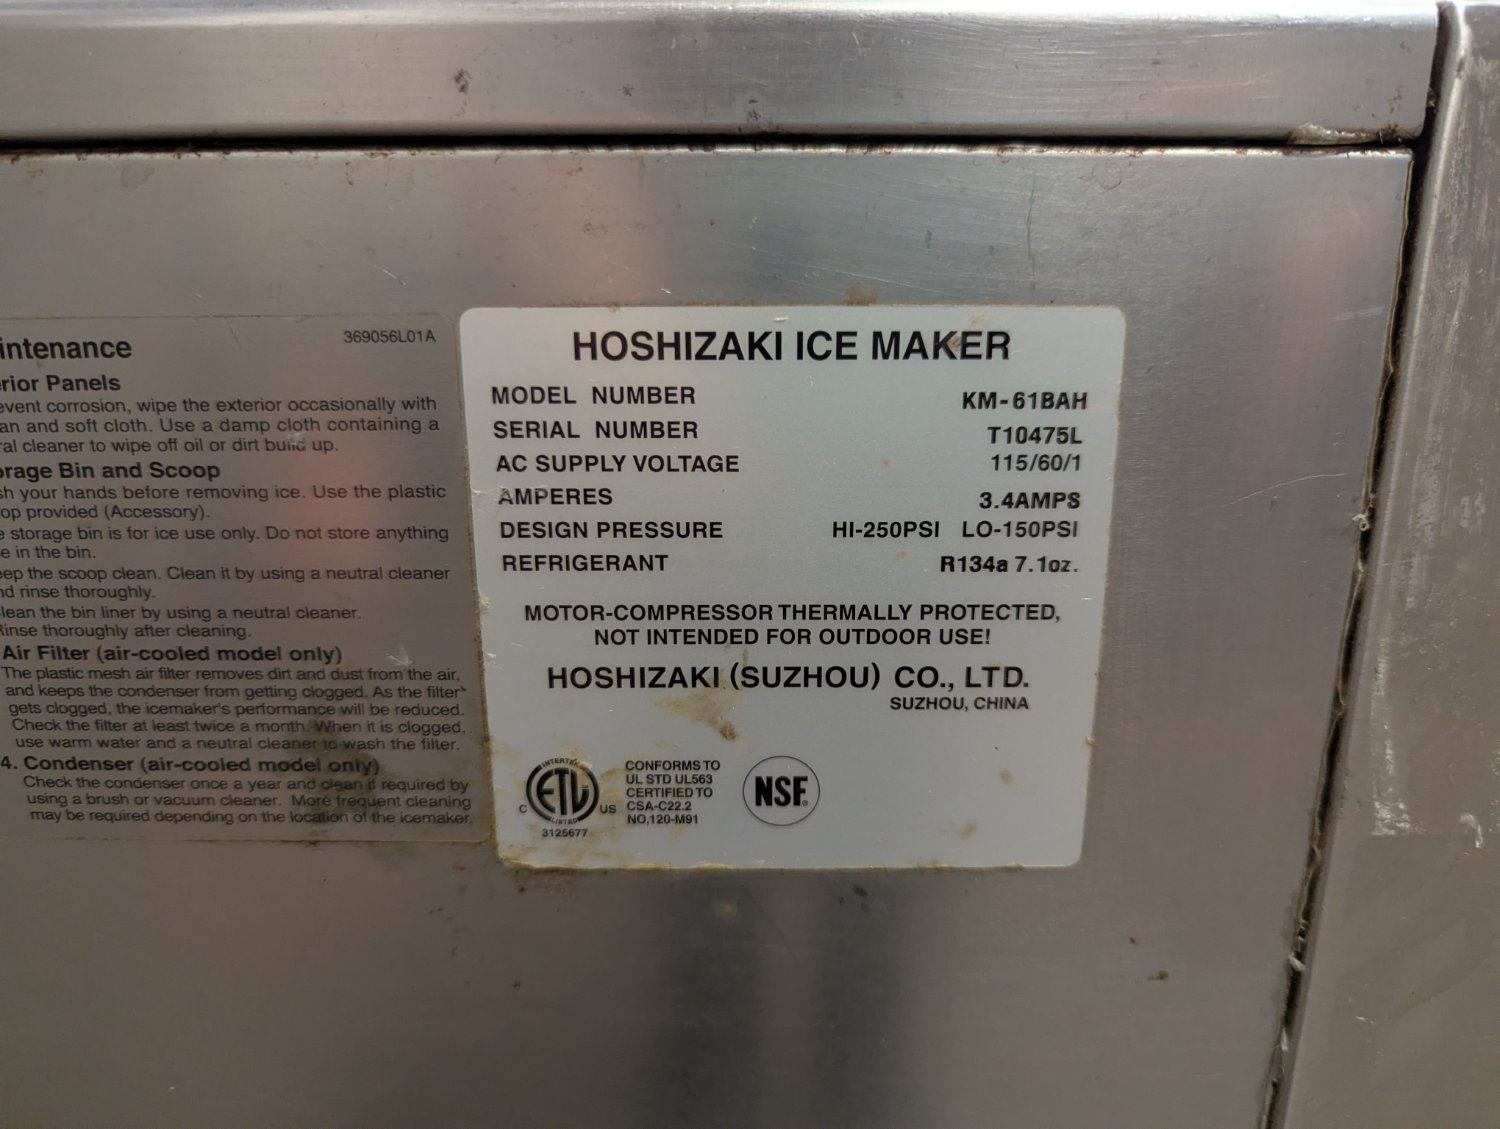 369056L01A
intenance
rior Panels
event corrosion, wipe the exterior occasionally with
an and soft cloth. Use a damp cloth containing a
ral cleaner to wipe off oil or dirt build up.
orage Bin and Scoop
sh your hands before removing ice. Use the plastic
op provided (Accessory).
e storage bin is for ice use only. Do not store anything
e in the bin.
eep the scoop clean. Clean it by using a neutral cleaner
nd rinse thoroughly.
lean the bin liner by using a neutral cleaner.
Rinse thoroughly after cleaning.
Air Filter (air-cooled model only)
The plastic mesh air filter removes dirt and dust from the air,
and keeps the condenser from getting clogged. As the filter
gets clogged, the icemaker's performance will be reduced.
Check the filter at least twice a month. When it is clogged,
use warm water and a neutral cleaner to wash the filter.
4. Condenser (air-cooled model only)
Check the condenser once a year and clean if required by
using a brush or vacuum cleaner. More frequent cleaning
may be required depending on the location of the icemaker.
HOSHIZAKI ICE MAKER
MODEL NUMBER KM-61BAH
SERIAL NUMBER T10475L
AC SUPPLY VOLTAGE 115/60/1
AMPERES 3.4AMPS
DESIGN PRESSURE HI-250PSI LO-150PSI
REFRIGERANT R134a 7.1oz.
MOTOR-COMPRESSOR THERMALLY PROTECTED,
NOT INTENDED FOR OUTDOOR USE!
HOSHIZAKI (SUZHOU) CO., LTD.
SUZHOU, CHINA
INTERTEK
C ETL US
LISTED
3125677
CONFORMS TO
UL STD UL563
CERTIFIED TO
CSA-C22.2
NO,120-M91
NSF®